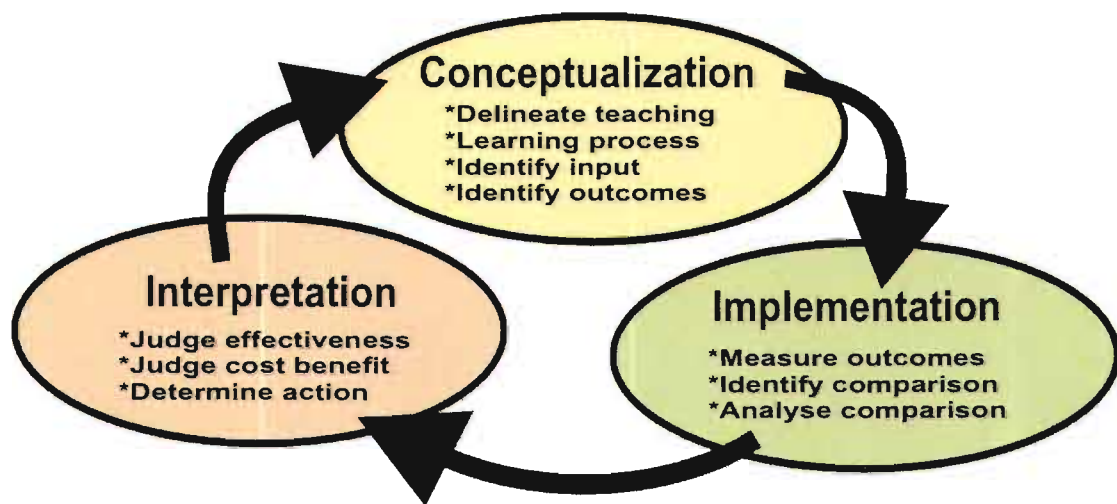 Conceptualization
*Delineate teaching
*Learning process
*Identify input
*Identify outcomes
Implementation
*Measure outcomes
*Identify comparison
*Analyse comparison
Interpretation
*Judge effectiveness
*Judge cost benefit
*Determine action